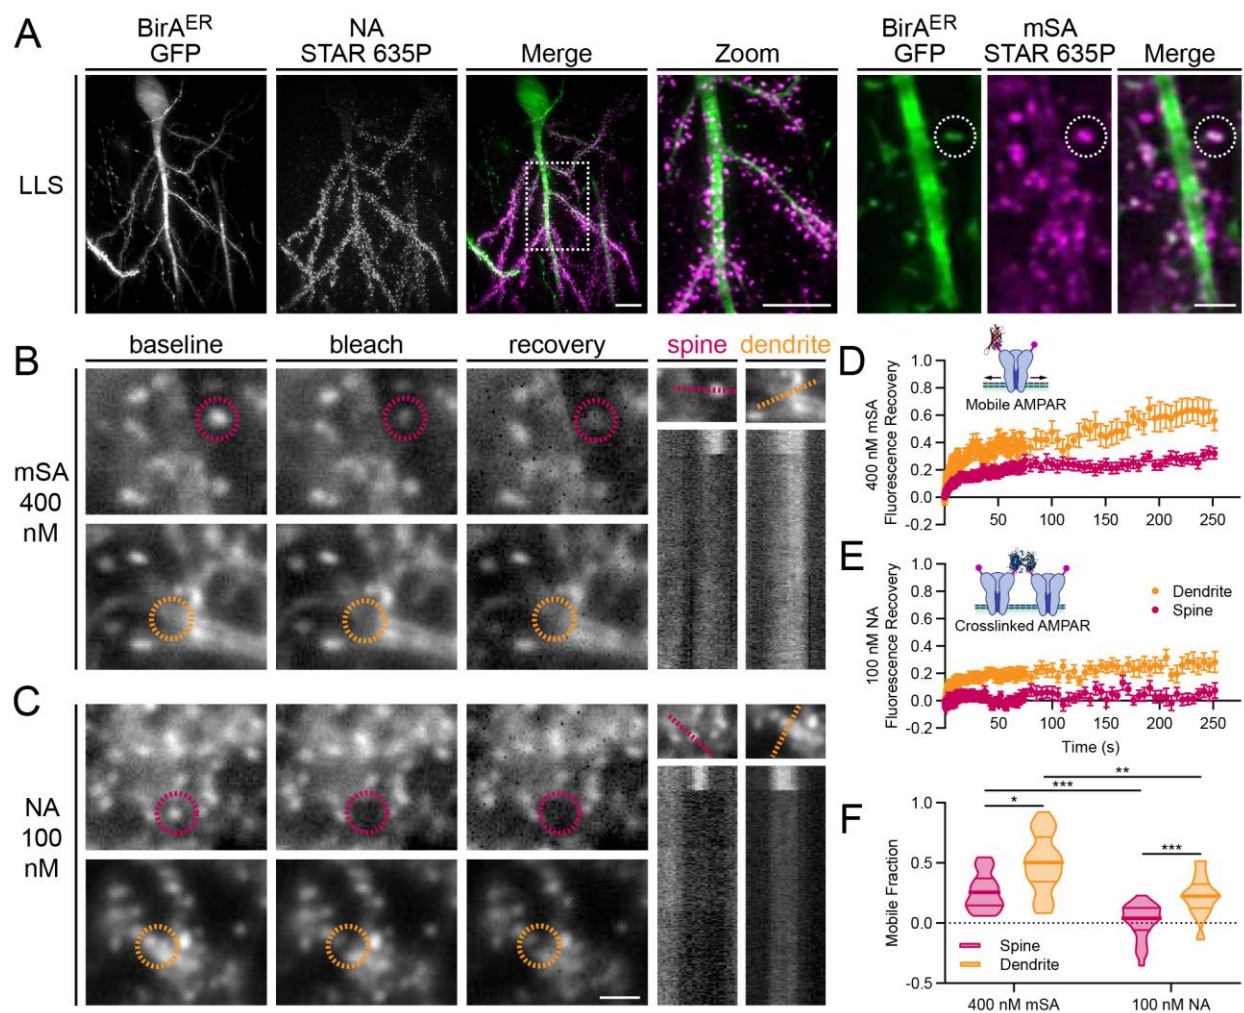 A
BirA^ER
GFP
NA
STAR 635P
Merge
Zoom
BirA^ER
GFP
mSA
STAR 635P
Merge
LLS
B
baseline
bleach
recovery
spine
dendrite
mSA
400
nM
C
NA
100
nM
D
400 nM mSA
Fluorescence Recovery
1.0
0.8
0.6
0.4
0.2
0.0
-0.2
Mobile AMPAR
50
100
150
200
250
E
100 nM NA
Fluorescence Recovery
1.0
0.8
0.6
0.4
0.2
0.0
-0.2
Crosslinked AMPAR
Dendrite
Spine
50
100
150
200
250
Time (s)
F
Mobile Fraction
1.0
0.5
0.0
-0.5
**
***
*
***
Spine
Dendrite
400 nM mSA
100 nM NA